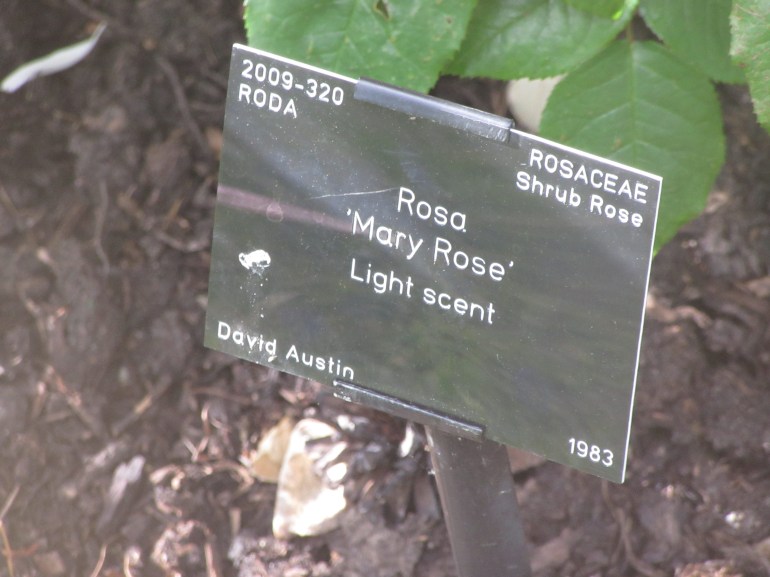 2009-320
RODA
ROSACEAE
Shrub Rose
Rosa
'Mary Rose'
Light scent
David Austin
1983